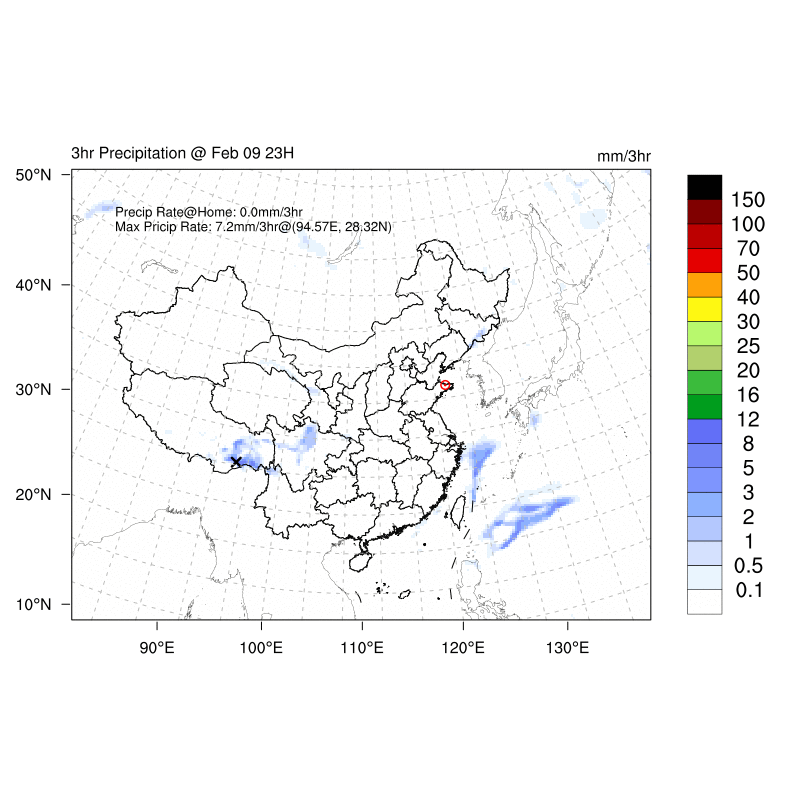 3hr Precipitation @ Feb 09 23H
mm/3hr
Precip Rate@Home: 0.0mm/3hr
Max Pricip Rate: 7.2mm/3hr@(94.57E, 28.32N)
50°N
40°N
30°N
20°N
10°N
90°E
100°E
110°E
120°E
130°E
150
100
70
50
40
30
25
20
16
12
8
5
3
2
1
0.5
0.1